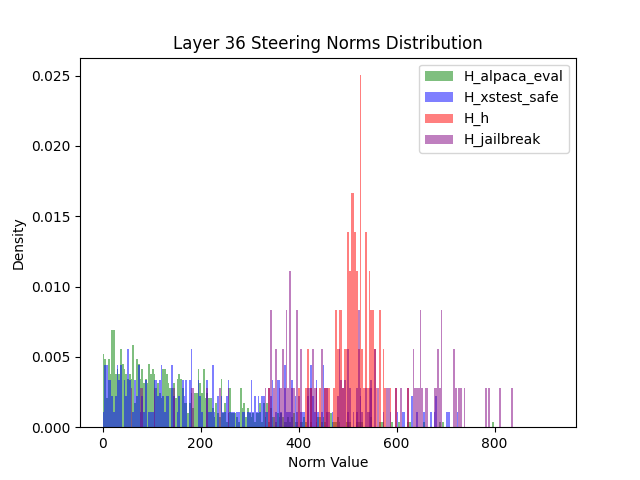 Layer 36 Steering Norms Distribution
H_alpaca_eval
H_xstest_safe
H_h
H_jailbreak
0.025
0.020
0.015
0.010
0.005
0.000
Density
0
200
400
600
800
Norm Value